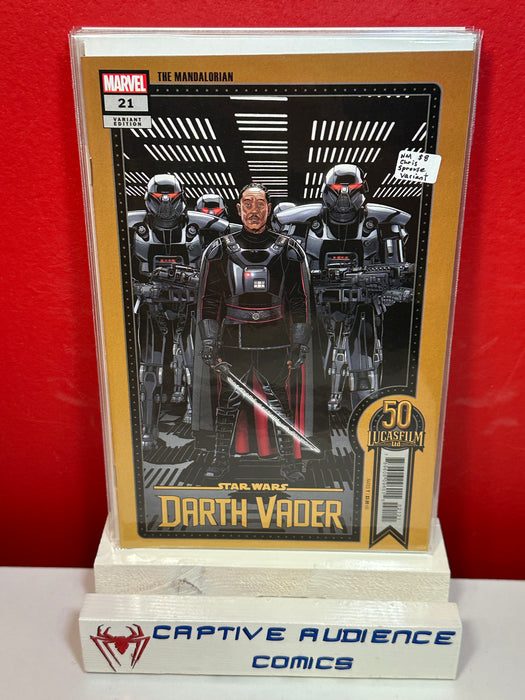 MARVEL
21
VARIANT
EDITION
THE MANDALORIAN
NM $8
Chris
Sprouse
Variant
50
LUCASFILM
Ltd
STAR WARS
DARTH VADER
CAPTIVE AUDIENCE
COMICS